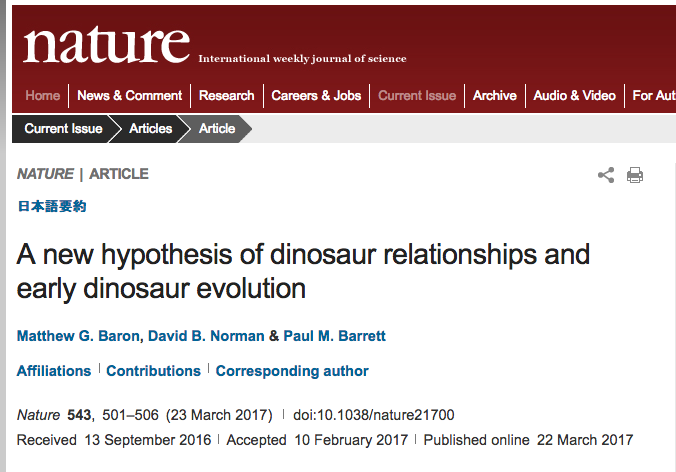 nature International weekly journal of science
Home News & Comment Research Careers & Jobs Current Issue Archive Audio & Video For Aut
Current Issue Articles Article
NATURE | ARTICLE
日本語要約
A new hypothesis of dinosaur relationships and
early dinosaur evolution
Matthew G. Baron, David B. Norman & Paul M. Barrett
Affiliations | Contributions | Corresponding author
Nature 543, 501–506 (23 March 2017) | doi:10.1038/nature21700
Received 13 September 2016 | Accepted 10 February 2017 | Published online 22 March 2017